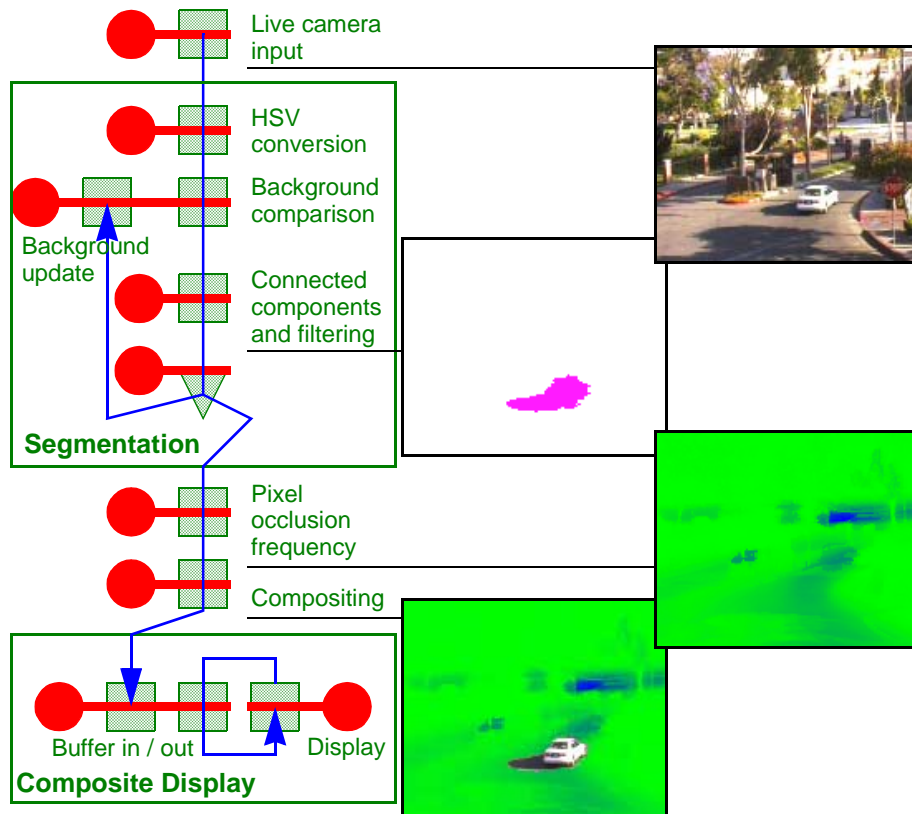 Live camera
input
HSV
conversion
Background
comparison
Background
update
Connected
components
and filtering
Segmentation
Pixel
occlusion
frequency
Compositing
Buffer in / out
Display
Composite Display